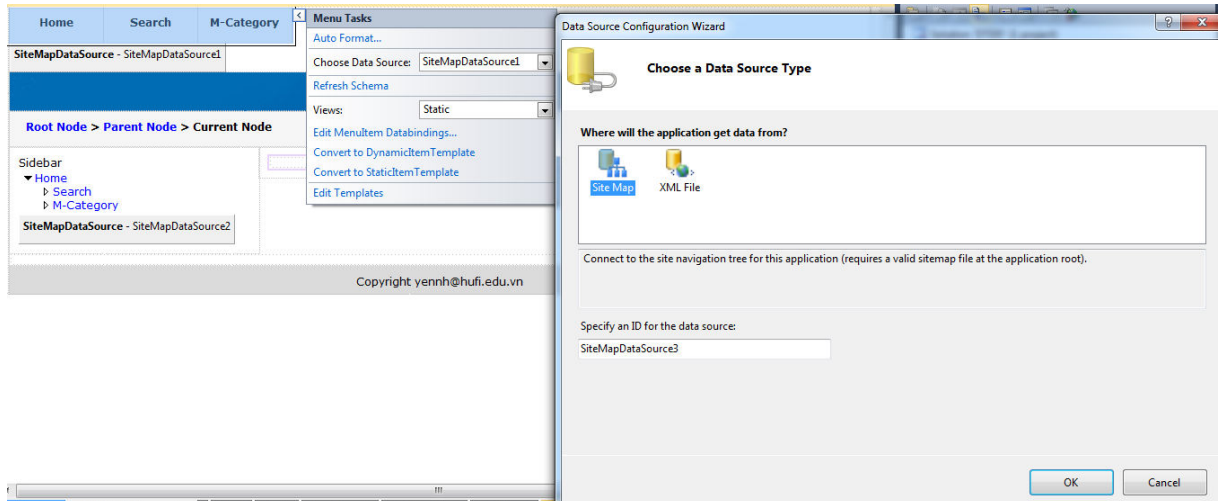 Home Search M-Category
SiteMapDataSource - SiteMapDataSource1
Root Node > Parent Node > Current Node
Sidebar
Home
Search
M-Category
SiteMapDataSource - SiteMapDataSource2
Copyright yennh@hufi.edu.vn
Menu Tasks
Auto Format...
Choose Data Source: SiteMapDataSource1
Refresh Schema
Views: Static
Edit MenuItem Databindings...
Convert to DynamicItemTemplate
Convert to StaticItemTemplate
Edit Templates
Data Source Configuration Wizard
Choose a Data Source Type
Where will the application get data from?
Site Map XML File
Connect to the site navigation tree for this application (requires a valid sitemap file at the application root).
Specify an ID for the data source:
SiteMapDataSource3
OK Cancel